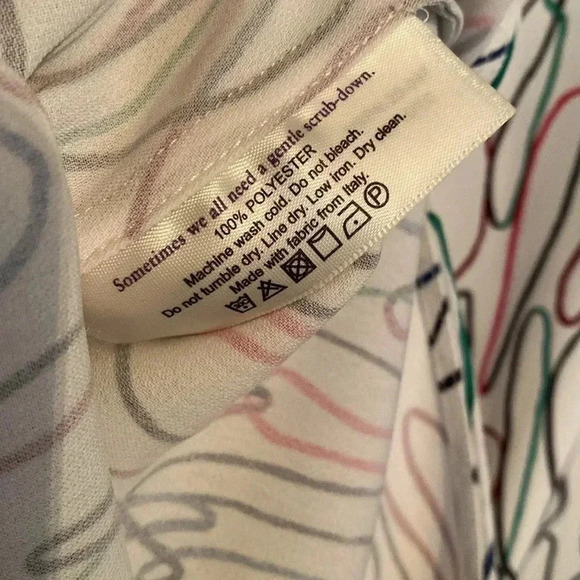 Sometimes we all need a gentle scrub-down.
100% POLYESTER
Machine wash cold. Do not bleach.
Do not tumble dry. Line dry. Low iron. Dry clean.
Made with fabric from Italy.
P